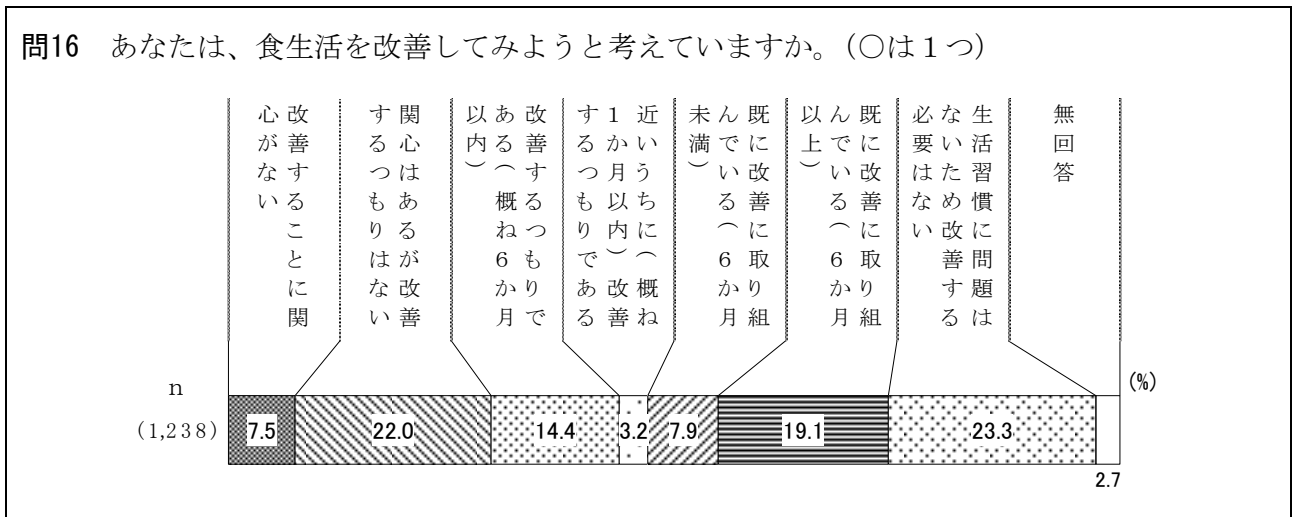 問16　あなたは、食生活を改善してみようと考えていますか。（○は１つ）
改善することに関
心がない
関心はあるが改善
するつもりはない
改善するつもりで
ある（概ね６か月
以内）
近いうちに（概ね
１か月以内）改善
するつもりである
既に改善に取り組
んでいる（６か月
未満）
既に改善に取り組
んでいる（６か月
以上）
生活習慣に問題は
ないため改善する
必要はない
無回答
(%)
n
(1,238) 7.5 22.0 14.4 3.2 7.9 19.1 23.3
2.7